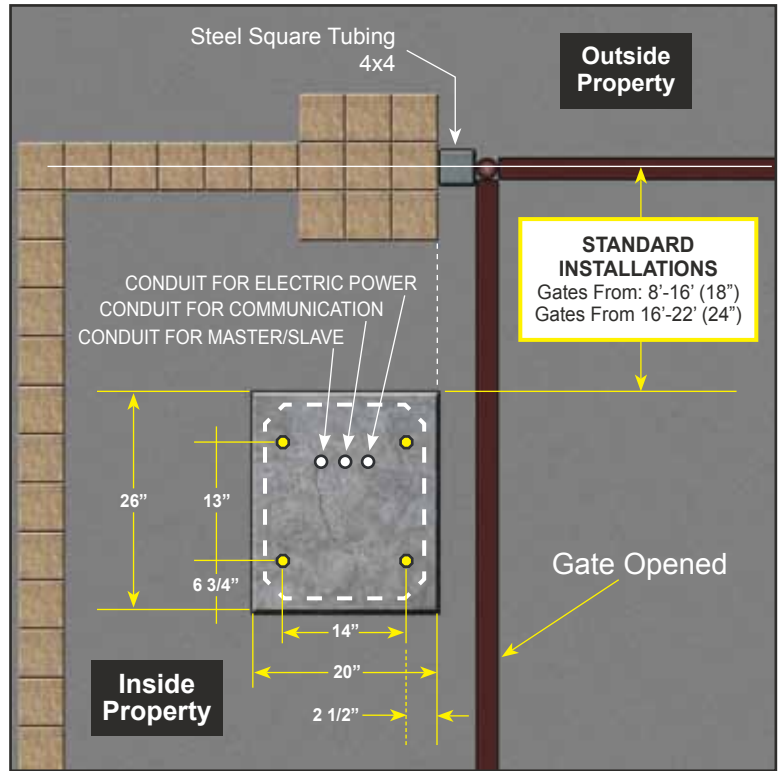 Steel Square Tubing
4x4
Outside
Property
STANDARD
INSTALLATIONS
Gates From: 8’-16’ (18”)
Gates From 16’-22’ (24”)
CONDUIT FOR ELECTRIC POWER
CONDUIT FOR COMMUNICATION
CONDUIT FOR MASTER/SLAVE
26”
13”
6 3/4”
Gate Opened
14”
20”
Inside
Property
2 1/2”